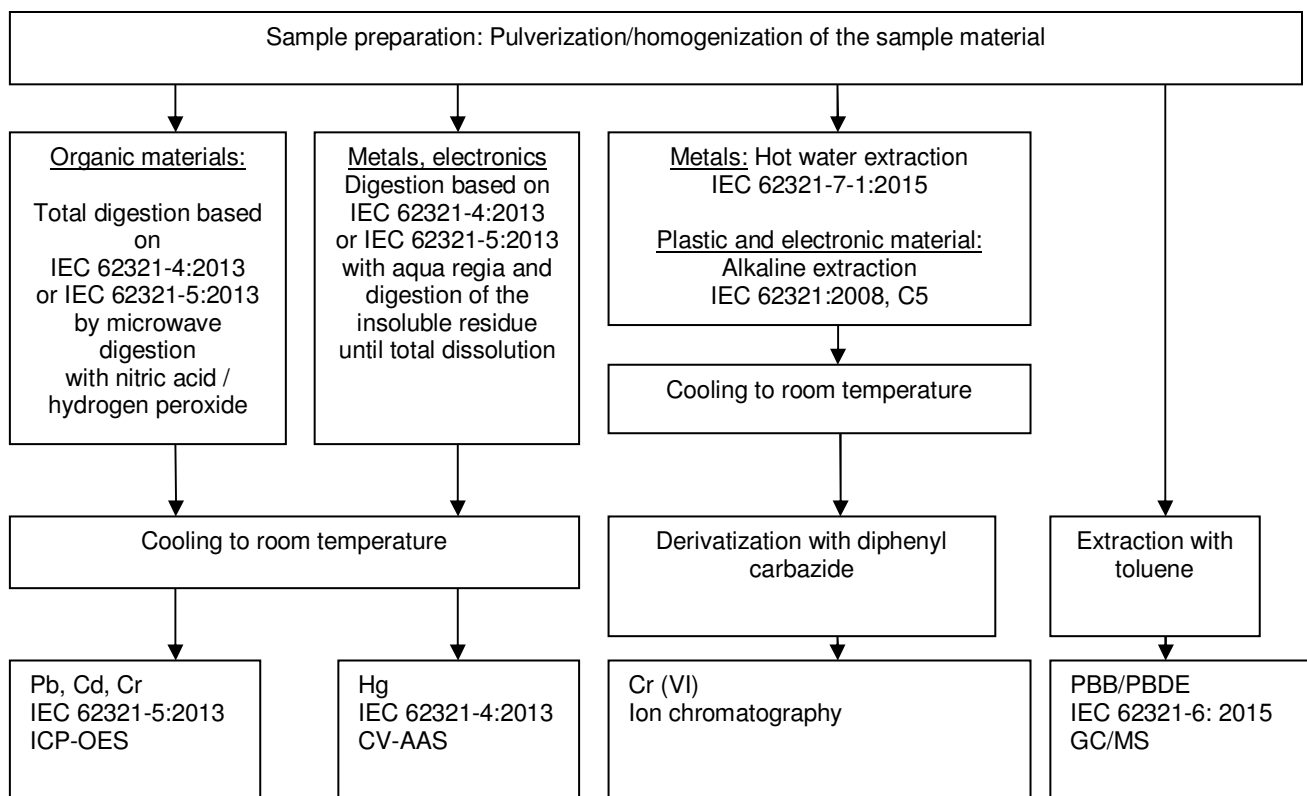 Sample preparation: Pulverization/homogenization of the sample material
Organic materials:
Total digestion based
on
IEC 62321-4:2013
or IEC 62321-5:2013
by microwave
digestion
with nitric acid /
hydrogen peroxide
Metals, electronics
Digestion based on
IEC 62321-4:2013
or IEC 62321-5:2013
with aqua regia and
digestion of the
insoluble residue
until total dissolution
Metals: Hot water extraction
IEC 62321-7-1:2015
Plastic and electronic material:
Alkaline extraction
IEC 62321:2008, C5
Cooling to room temperature
Cooling to room temperature
Derivatization with diphenyl
carbazide
Extraction with
toluene
Pb, Cd, Cr
IEC 62321-5:2013
ICP-OES
Hg
IEC 62321-4:2013
CV-AAS
Cr (VI)
Ion chromatography
PBB/PBDE
IEC 62321-6: 2015
GC/MS